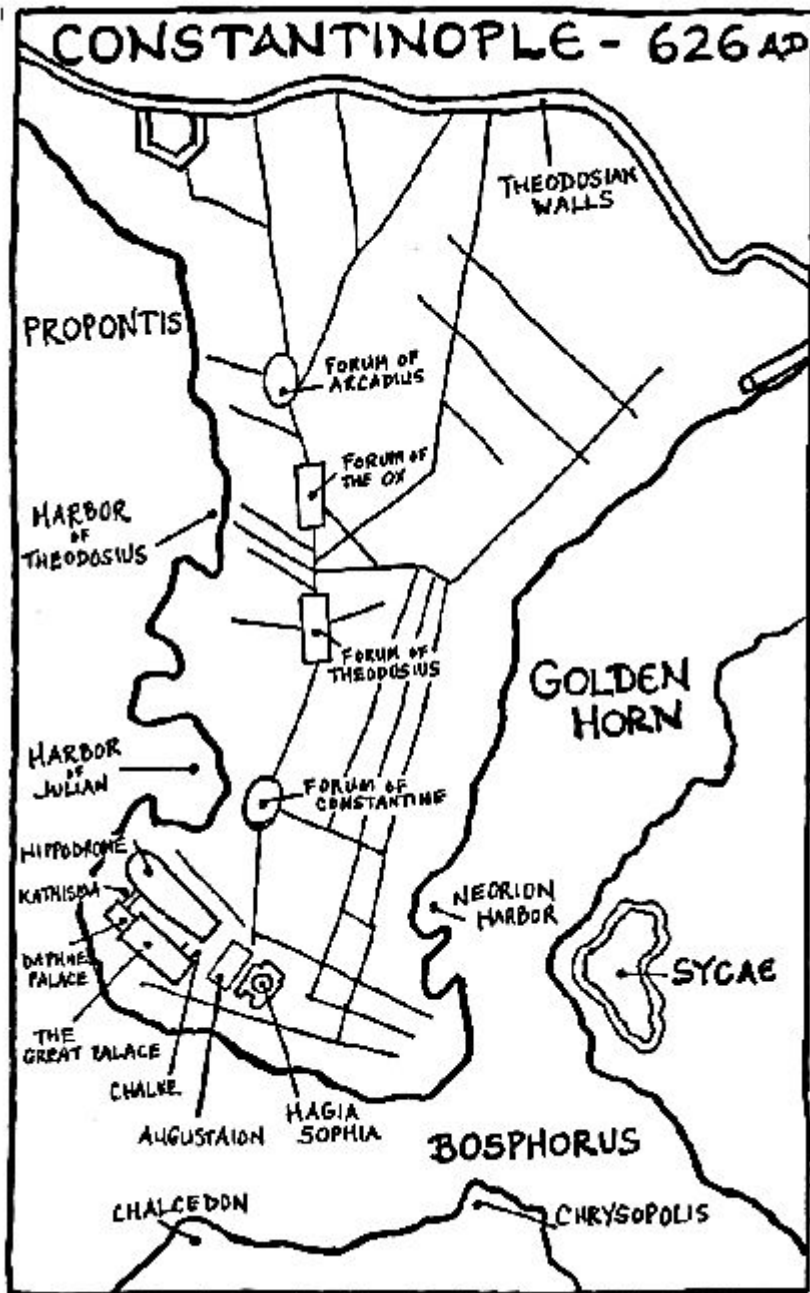 CONSTANTINOPLE - 626 AD
THEODOSIAN
WALLS
PROPONTIS
FORUM OF
ARCADIUS
FORUM OF
THE OX
HARBOR
OF
THEODOSIUS
FORUM OF
THEODOSIUS
GOLDEN
HORN
HARBOR
OF
JULIAN
FORUM OF
CONSTANTINE
HIPPODROME
KATHISMA
NEORION
HARBOR
DAPHNE
PALACE
SYCAE
THE
GREAT PALACE
CHALKE
AUGUSTAION
HAGIA
SOPHIA
BOSPHORUS
CHALCEDON
CHRYSOPOLIS